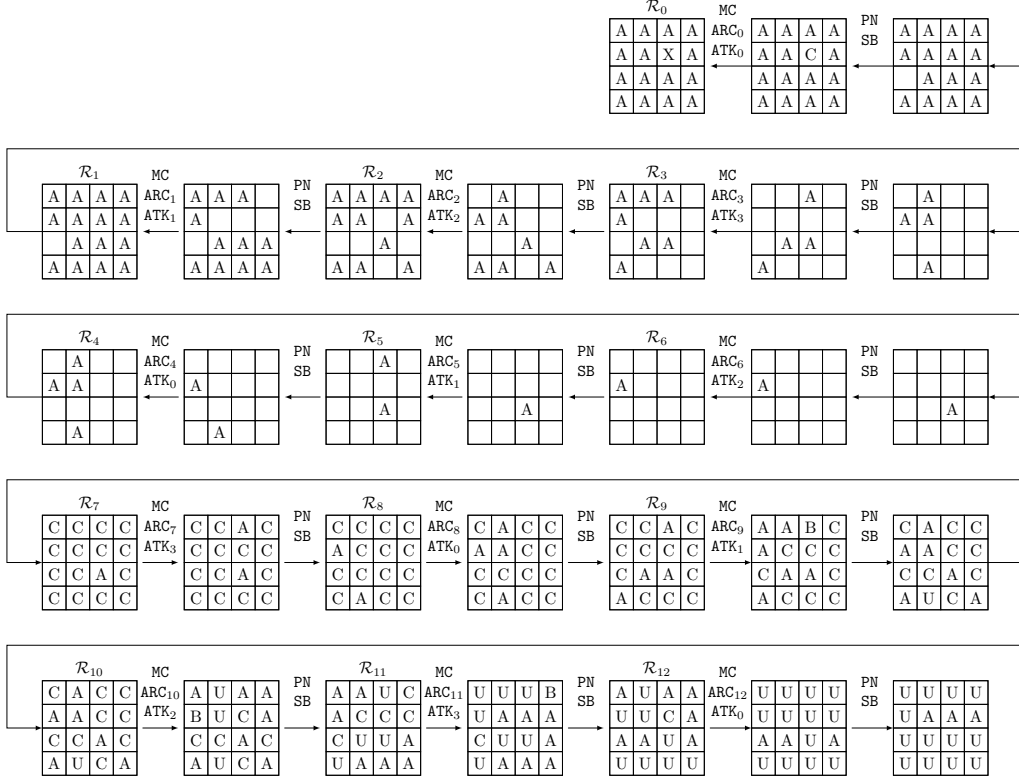 R0 MC PN
A A A A ARC0 A A A A SB A A A A
A A X A ATK0 A A C A A A A A
A A A A A A A A A A A
A A A A A A A A A A A A
R1 MC PN R2 MC PN R3 MC PN
A A A A ARC1 A A A SB A A A A ARC2 A SB A A A ARC3 A SB A
A A A A ATK1 A A A A ATK2 A A A ATK3 A A
A A A A A A A A A A A A
A A A A A A A A A A A A A A A A A
R4 MC PN R5 MC PN R6 MC PN
A ARC4 SB A ARC5 SB ARC6 SB
A A ATK0 A ATK1 A ATK2 A
A A A
A A
R7 MC PN R8 MC PN R9 MC PN
C C C C ARC7 C C A C SB C C C C ARC8 C A C C SB C C A C ARC9 A A B C SB C A C C
C C C C ATK3 C C C C A C C C ATK0 A A C C C C C C ATK1 A C C C A A C C
C C A C C C A C C C C C C C C C C A A C C A A C C C A C
C C C C C C C C C A C C C A C C A C C C A C C C A U C A
R10 MC PN R11 MC PN R12 MC PN
C A C C ARC10 A U A A SB A A U C ARC11 U U U B SB A U A A ARC12 U U U U SB U U U U
A A C C ATK2 B U C A A C C C ATK3 U A A A U U C A ATK0 U U U U U A A A
C C A C C C A C C U U A C U U A A A U A A A U A U U U U
A U C A A U C A U A A A U A A A U U U U U U U U U U U U